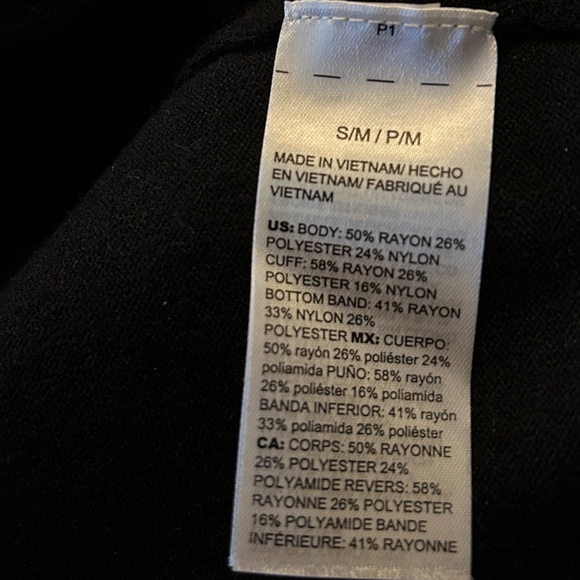 P1
S/M / P/M
MADE IN VIETNAM/ HECHO
EN VIETNAM/ FABRIQUÉ AU
VIETNAM
US: BODY: 50% RAYON 26%
POLYESTER 24% NYLON
CUFF: 58% RAYON 26%
POLYESTER 16% NYLON
BOTTOM BAND: 41% RAYON
33% NYLON 26%
POLYESTER MX: CUERPO:
50% rayón 26% poliéster 24%
poliamida PUÑO: 58% rayón
26% poliéster 16% poliamida
BANDA INFERIOR: 41% rayón
33% poliamida 26% poliéster
CA: CORPS: 50% RAYONNE
26% POLYESTER 24%
POLYAMIDE REVERS: 58%
RAYONNE 26% POLYESTER
16% POLYAMIDE BANDE
INFÉRIEURE: 41% RAYONNE